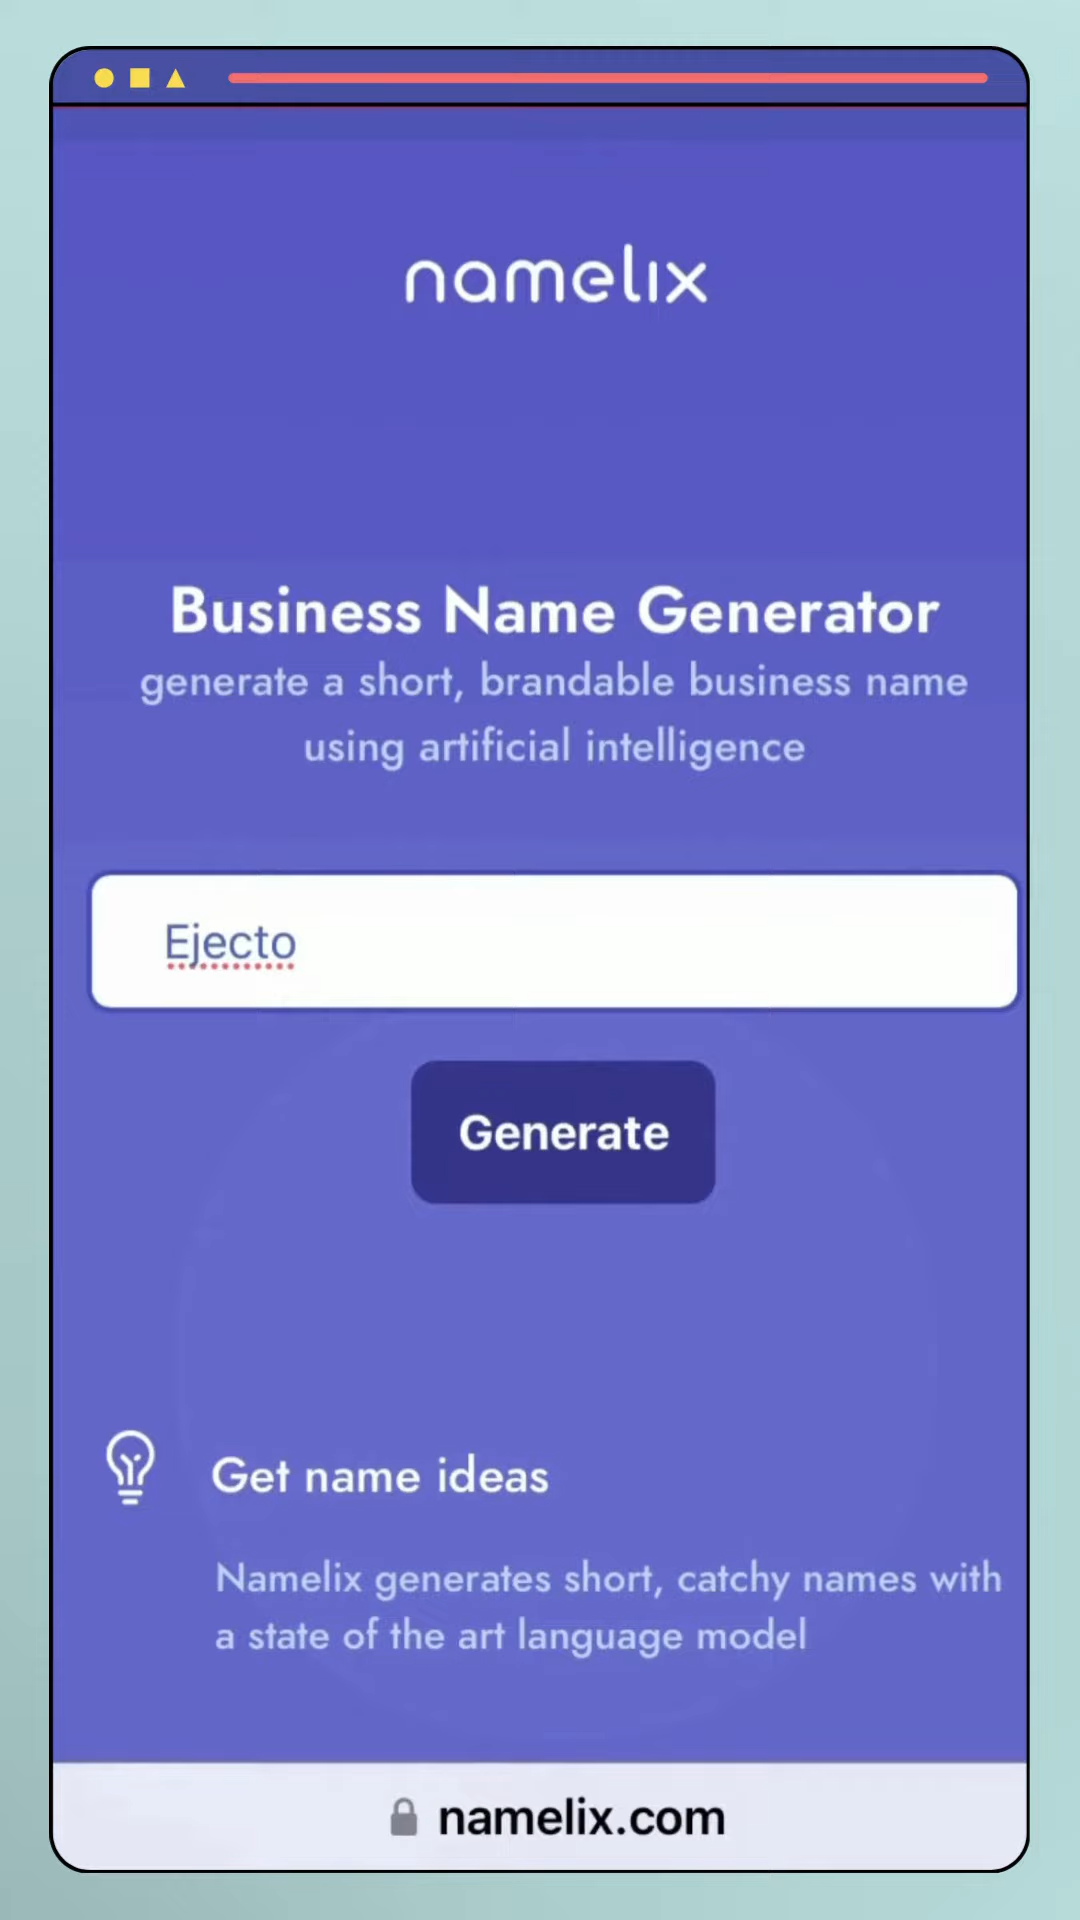 namelix
Business Name Generator
generate a short, brandable business name
using artificial intelligence
Ejecto
Generate
Get name ideas
Namelix generates short, catchy names with
a state of the art language model
namelix.com